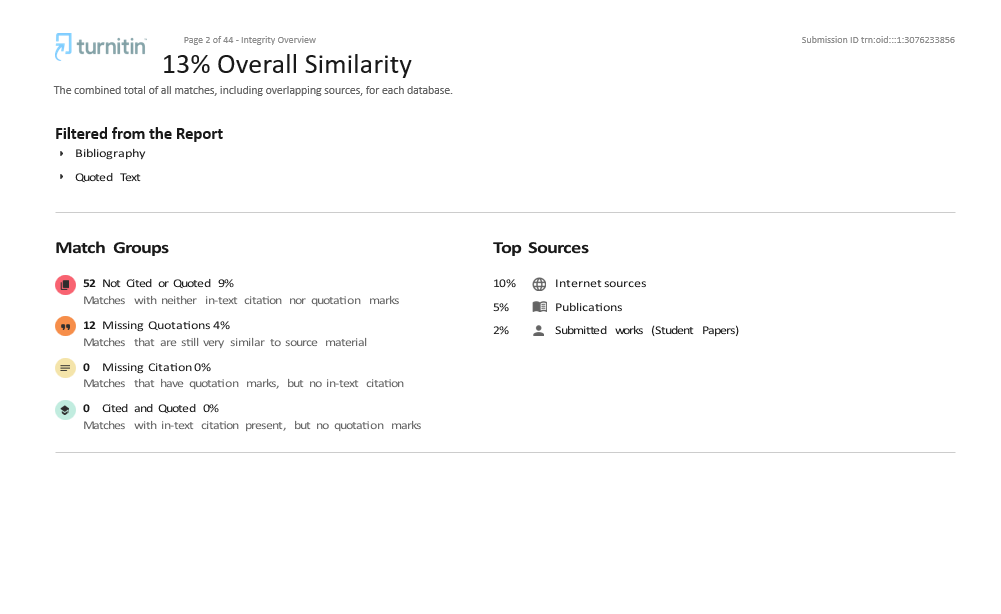 turnitin
Page 2 of 44 - Integrity Overview
Submission ID trn:oid:::1:3076233856
13% Overall Similarity
The combined total of all matches, including overlapping sources, for each database.
Filtered from the Report
Bibliography
Quoted Text
Match Groups
52 Not Cited or Quoted 9%
Matches with neither in-text citation nor quotation marks
12 Missing Quotations 4%
Matches that are still very similar to source material
0 Missing Citation 0%
Matches that have quotation marks, but no in-text citation
0 Cited and Quoted 0%
Matches with in-text citation present, but no quotation marks
Top Sources
10% Internet sources
5% Publications
2% Submitted works (Student Papers)